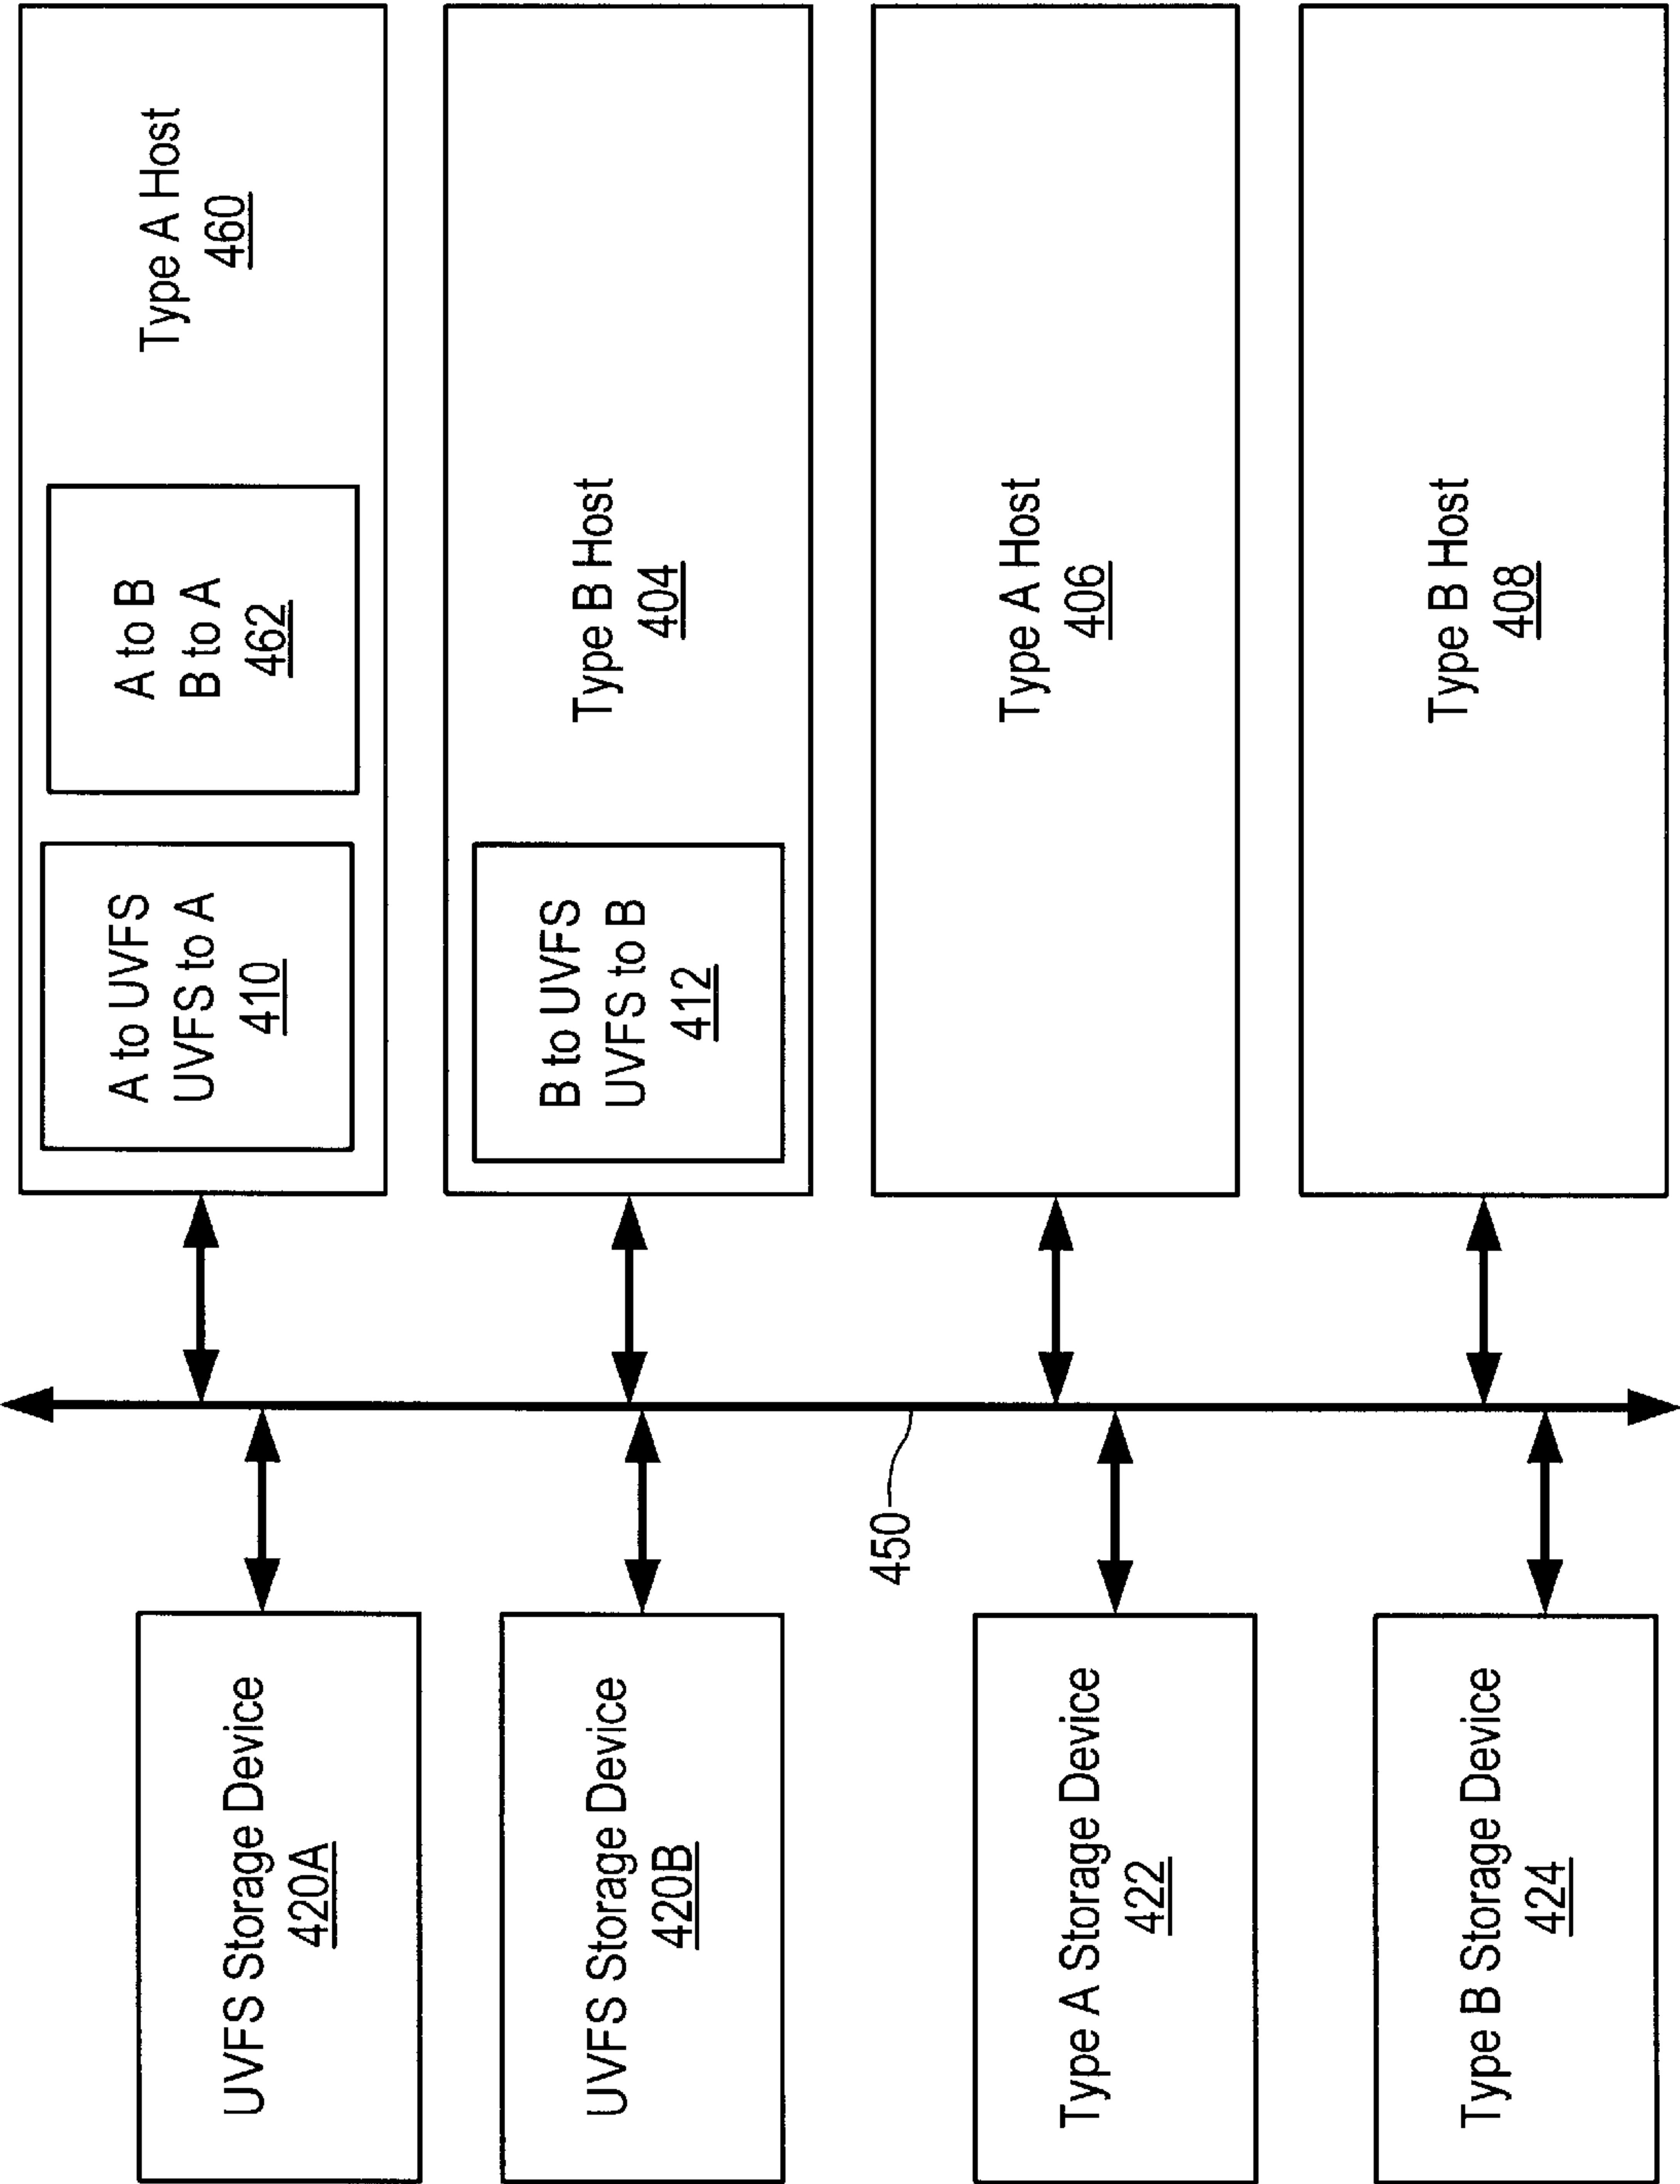 UVFS Storage Device
420A
A to UVFS
UVFS to A
410
A to B
B to A
462
Type A Host
460
UVFS Storage Device
420B
B to UVFS
UVFS to B
412
Type B Host
404
450
Type A Storage Device
422
Type A Host
406
Type B Storage Device
424
Type B Host
408